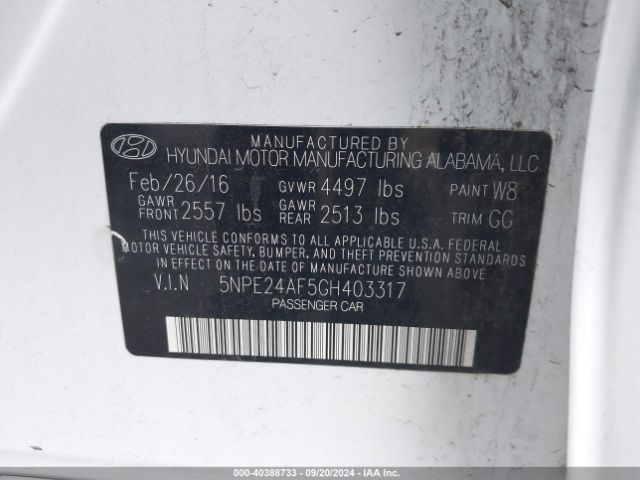 MANUFACTURED BY
HYUNDAI MOTOR MANUFACTURING ALABAMA, LLC
Feb/26/16 GVWR 4497 lbs PAINT W8
GAWR FRONT 2557 lbs GAWR REAR 2513 lbs TRIM GG
THIS VEHICLE CONFORMS TO ALL APPLICABLE U.S.A. FEDERAL
MOTOR VEHICLE SAFETY, BUMPER, AND THEFT PREVENTION STANDARDS
IN EFFECT ON THE DATE OF MANUFACTURE SHOWN ABOVE.
V.I.N 5NPE24AF5GH403317
PASSENGER CAR
000-40388733 - 09/20/2024 - IAA Inc.